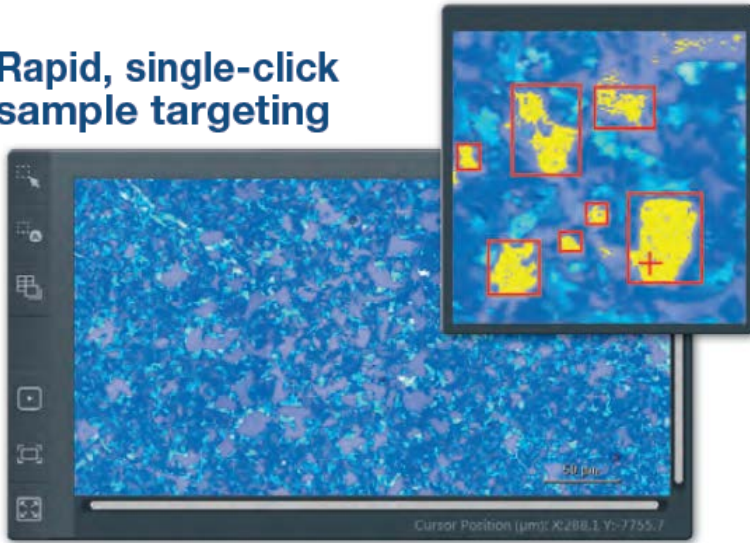 Rapid, single-click
sample targeting
50 µm
Cursor Position (µm): X:288.1 Y:-7755.7